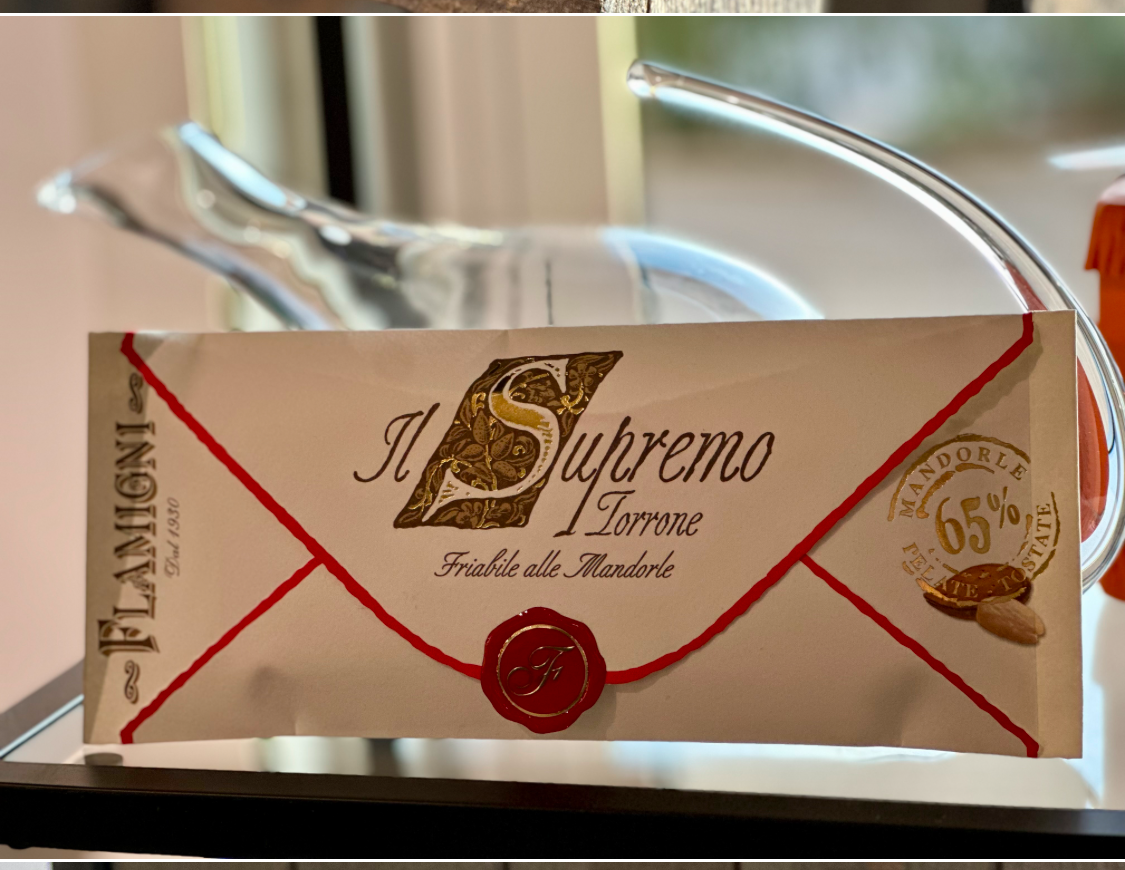 FLAMIGNI
Dal 1930
Il Supremo
Torrone
Friabile alle Mandorle
F
MANDORLE
65%
PELATE - TOSTATE